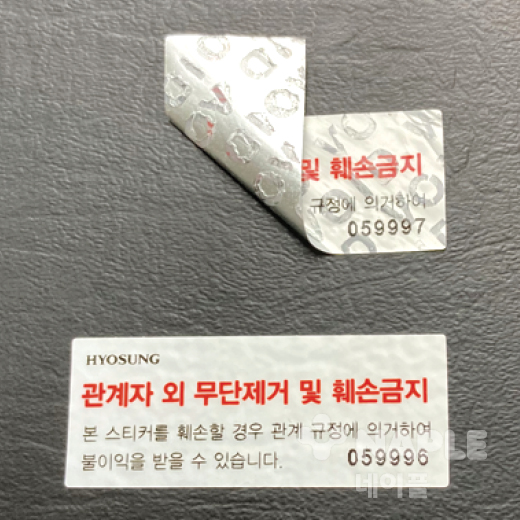 및 훼손금지
규정에 의거하여
059997
HYOSUNG
관계자 외 무단제거 및 훼손금지
본 스티커를 훼손할 경우 관계 규정에 의거하여
불이익을 받을 수 있습니다.
059996
네이플